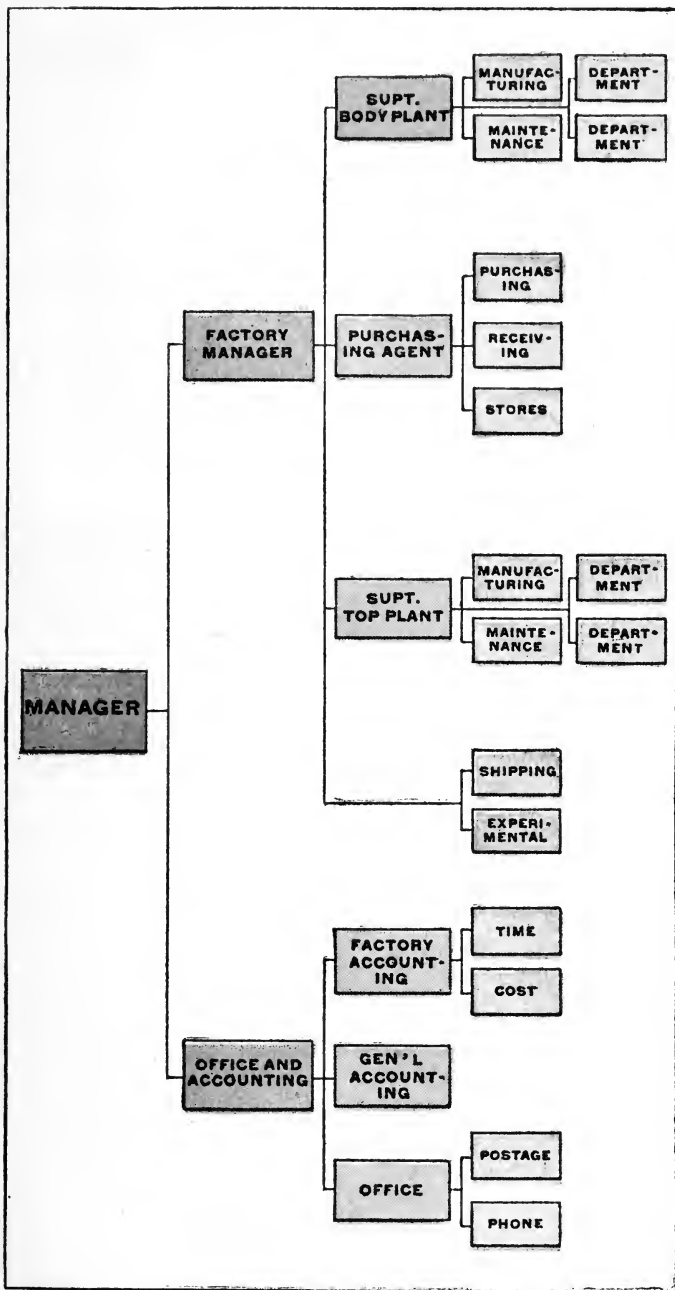 MANUFAC-
TURING
DEPART-
MENT
SUPT.
BODY PLANT
MAINTE-
NANCE
DEPART-
MENT
PURCHAS-
ING
FACTORY
MANAGER
PURCHAS-
ING AGENT
RECEIV-
ING
STORES
MANUFAC-
TURING
DEPART-
MENT
SUPT.
TOP PLANT
MAINTE-
NANCE
DEPART-
MENT
MANAGER
SHIPPING
EXPERI-
MENTAL
FACTORY
ACCOUNT-
ING
TIME
COST
OFFICE AND
ACCOUNTING
GEN'L
ACCOUNT-
ING
OFFICE
POSTAGE
PHONE